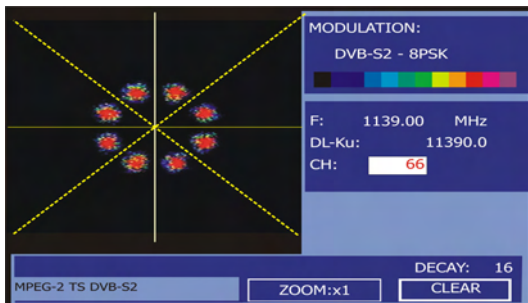 MODULATION:
DVB-S2 - 8PSK
F: 1139.00 MHz
DL-Ku: 11390.0
CH: 66
DECAY: 16
MPEG-2 TS DVB-S2 ZOOM:x1 CLEAR